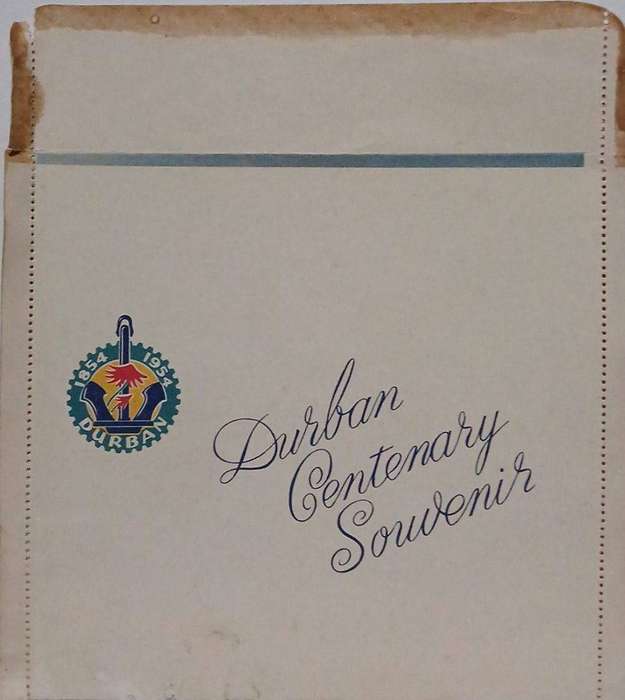 1854 1954
DURBAN
Durban
Centenary
Souvenir